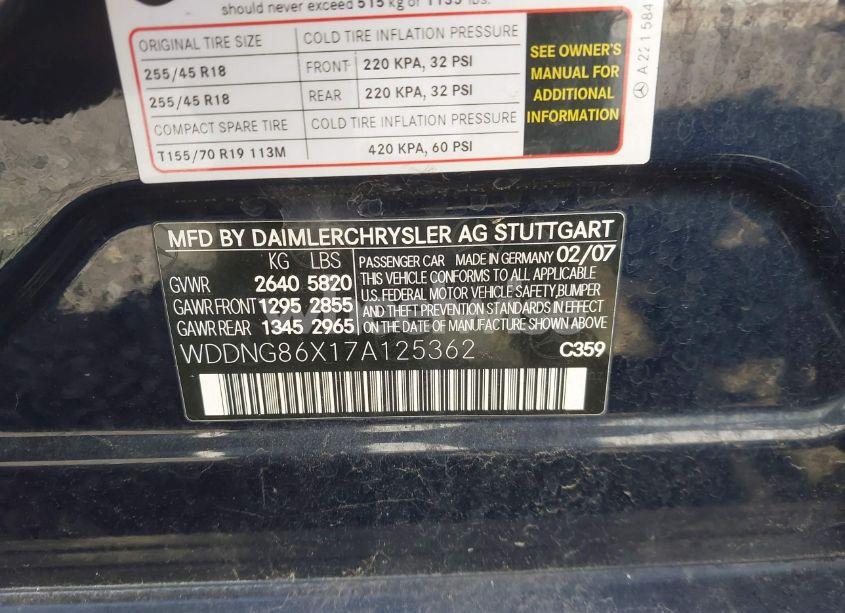 should never exceed 515 kg or 1135 lbs.
ORIGINAL TIRE SIZE COLD TIRE INFLATION PRESSURE
255/45 R18 FRONT 220 KPA, 32 PSI
255/45 R18 REAR 220 KPA, 32 PSI
COMPACT SPARE TIRE COLD TIRE INFLATION PRESSURE
T155/70 R19 113M 420 KPA, 60 PSI
SEE OWNER'S
MANUAL FOR
ADDITIONAL
INFORMATION
A 221 584
MFD BY DAIMLERCHRYSLER AG STUTTGART
KG LBS
GVWR 2640 5820
GAWR FRONT 1295 2855
GAWR REAR 1345 2965
PASSENGER CAR MADE IN GERMANY 02/07
THIS VEHICLE CONFORMS TO ALL APPLICABLE
U.S. FEDERAL MOTOR VEHICLE SAFETY, BUMPER
AND THEFT PREVENTION STANDARDS IN EFFECT
ON THE DATE OF MANUFACTURE SHOWN ABOVE
WDDNG86X17A125362 C359